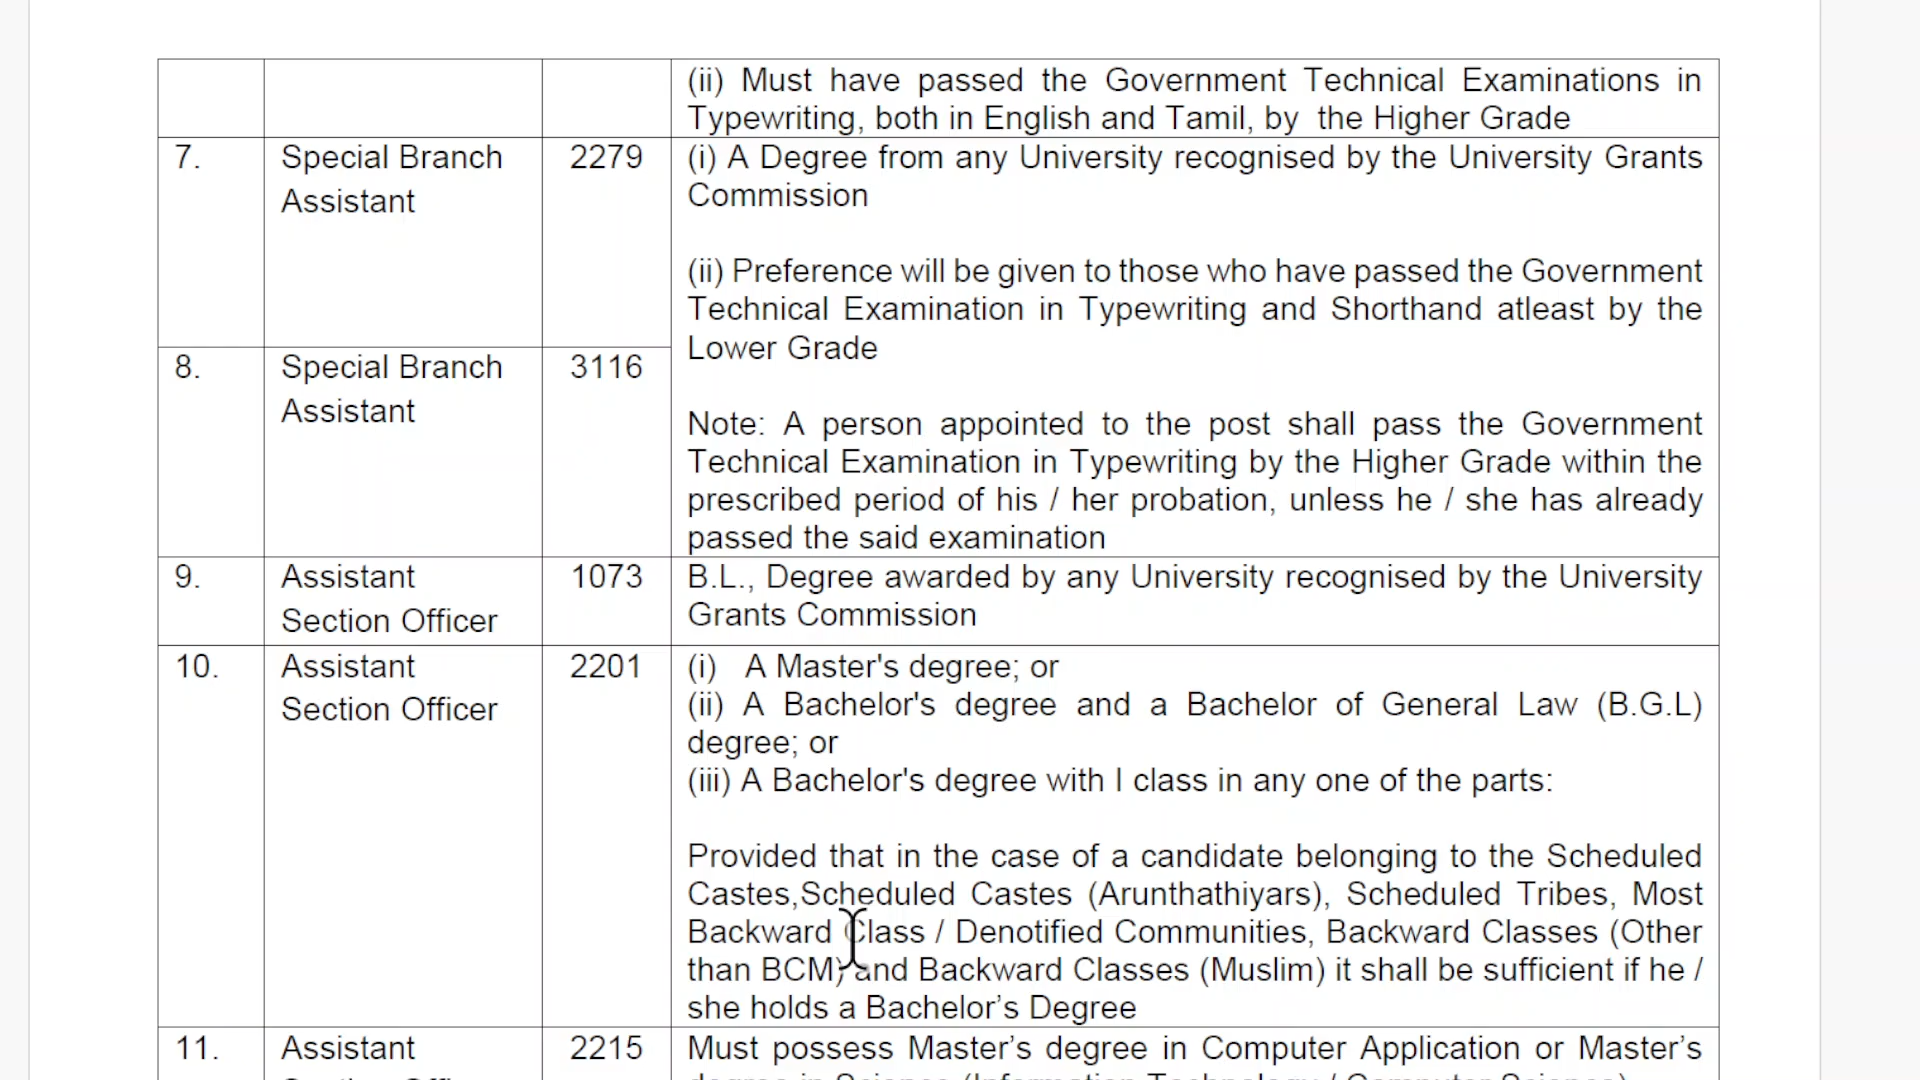 (ii) Must have passed the Government Technical Examinations in
Typewriting, both in English and Tamil, by the Higher Grade
7.
Special Branch
Assistant
2279
(i) A Degree from any University recognised by the University Grants
Commission
(ii) Preference will be given to those who have passed the Government
Technical Examination in Typewriting and Shorthand atleast by the
Lower Grade
8.
Special Branch
Assistant
3116
Note: A person appointed to the post shall pass the Government
Technical Examination in Typewriting by the Higher Grade within the
prescribed period of his / her probation, unless he / she has already
passed the said examination
9.
Assistant
Section Officer
1073
B.L., Degree awarded by any University recognised by the University
Grants Commission
10.
Assistant
Section Officer
2201
(i) A Master's degree; or
(ii) A Bachelor's degree and a Bachelor of General Law (B.G.L)
degree; or
(iii) A Bachelor's degree with I class in any one of the parts:
Provided that in the case of a candidate belonging to the Scheduled
Castes,Scheduled Castes (Arunthathiyars), Scheduled Tribes, Most
Backward Class / Denotified Communities, Backward Classes (Other
than BCM) and Backward Classes (Muslim) it shall be sufficient if he /
she holds a Bachelor’s Degree
11.
Assistant
2215
Must possess Master’s degree in Computer Application or Master’s